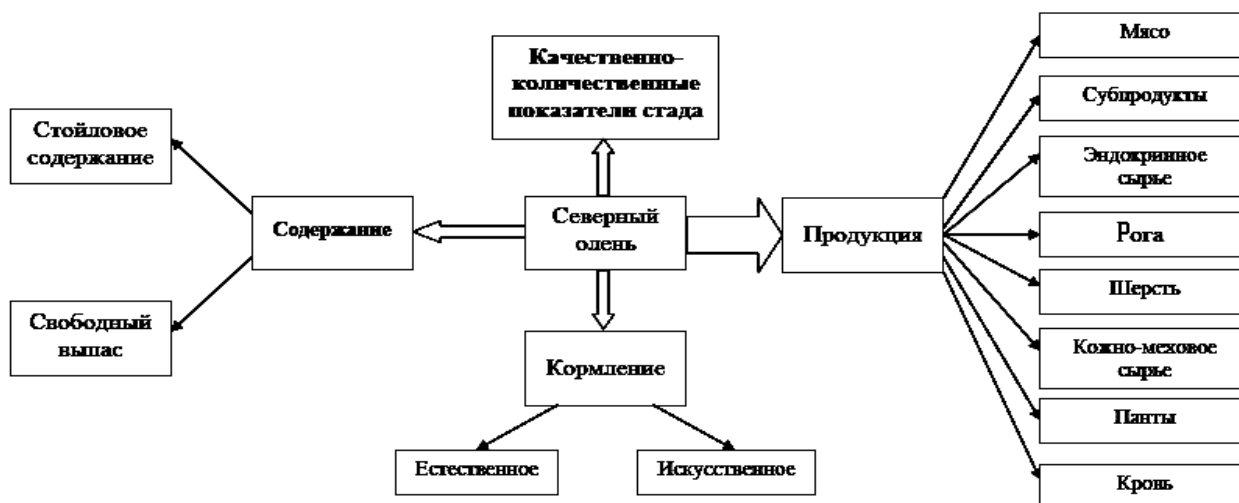 Качественно-
количественные
показатели стада
Стойловое
содержание
Содержание
Северный
олень
Свободный
выпас
Кормление
Естественное
Искусственное
Продукция
Мясо
Субпродукты
Эндокринное
сырье
Рога
Шерсть
Кожно-меховое
сырье
Панты
Кровь